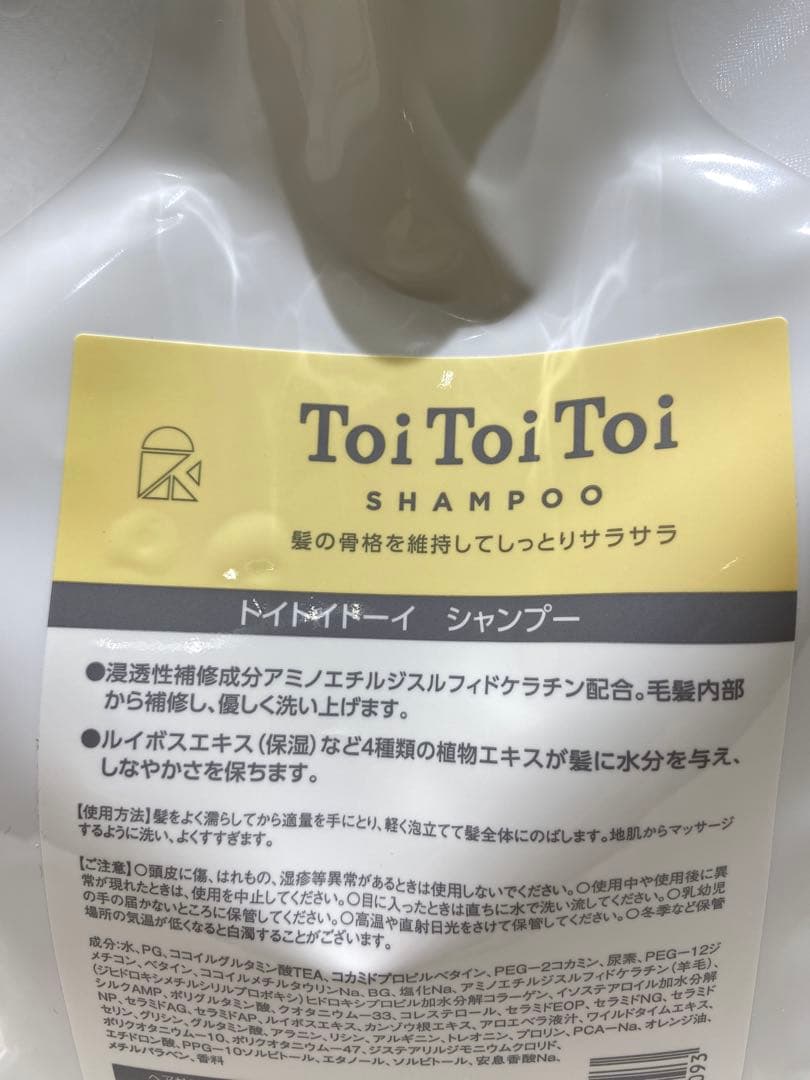 Toi Toi Toi
SHAMPOO
髪の骨格を維持してしっとりサラサラ
トイトイトーイ シャンプー
●浸透性補修成分アミノエチルジスルフィドケラチン配合。毛髪内部
から補修し、優しく洗い上げます。
●ルイボスエキス(保湿)など4種類の植物エキスが髪に水分を与え、
しなやかさを保ちます。
【使用方法】髪をよく濡らしてから適量を手にとり、軽く泡立てて髪全体にのばします。地肌からマッサージ
するように洗い、よくすすぎます。
【ご注意】○頭皮に傷、はれもの、湿疹等異常があるときは使用しないでください。○使用中や使用後に異
常が現れたときは、使用を中止してください。○目に入ったときは直ちに水で洗い流してください。○乳幼児
の手の届かないところに保管してください。○高温や直射日光をさけて保管してください。○冬季など保管
場所の気温が低くなると白濁することがございます。
成分:水、PG、ココイルグルタミン酸TEA、コカミドプロピルベタイン、PEG-2コカミン、尿素、PEG-12ジ
メチコン、ベタイン、ココイルメチルタウリンNa、BG、塩化Na、アミノエチルジスルフィドケラチン(羊毛)、
(ジヒドロキシメチルシリルプロポキシ)ヒドロキシプロピル加水分解コラーゲン、イソステアロイル加水分解
シルクAMP、ポリグルタミン酸、クオタニウム-33、コレステロール、セラミドEOP、セラミドNG、セラミド
NP、セラミドAG、セラミドAP、ルイボスエキス、カンゾウ根エキス、アロエベラ液汁、ワイルドタイムエキス、
セリン、グリシン、グルタミン酸、アラニン、リシン、アルギニン、トレオニン、プロリン、PCA-Na、オレンジ油、
ポリクオタニウム-10、ポリクオタニウム-47、ジステアリルジモニウムクロリド、
エチドロン酸、PPG-10ソルビトール、エタノール、ソルビトール、安息香酸Na、
メチルパラベン、香料
093